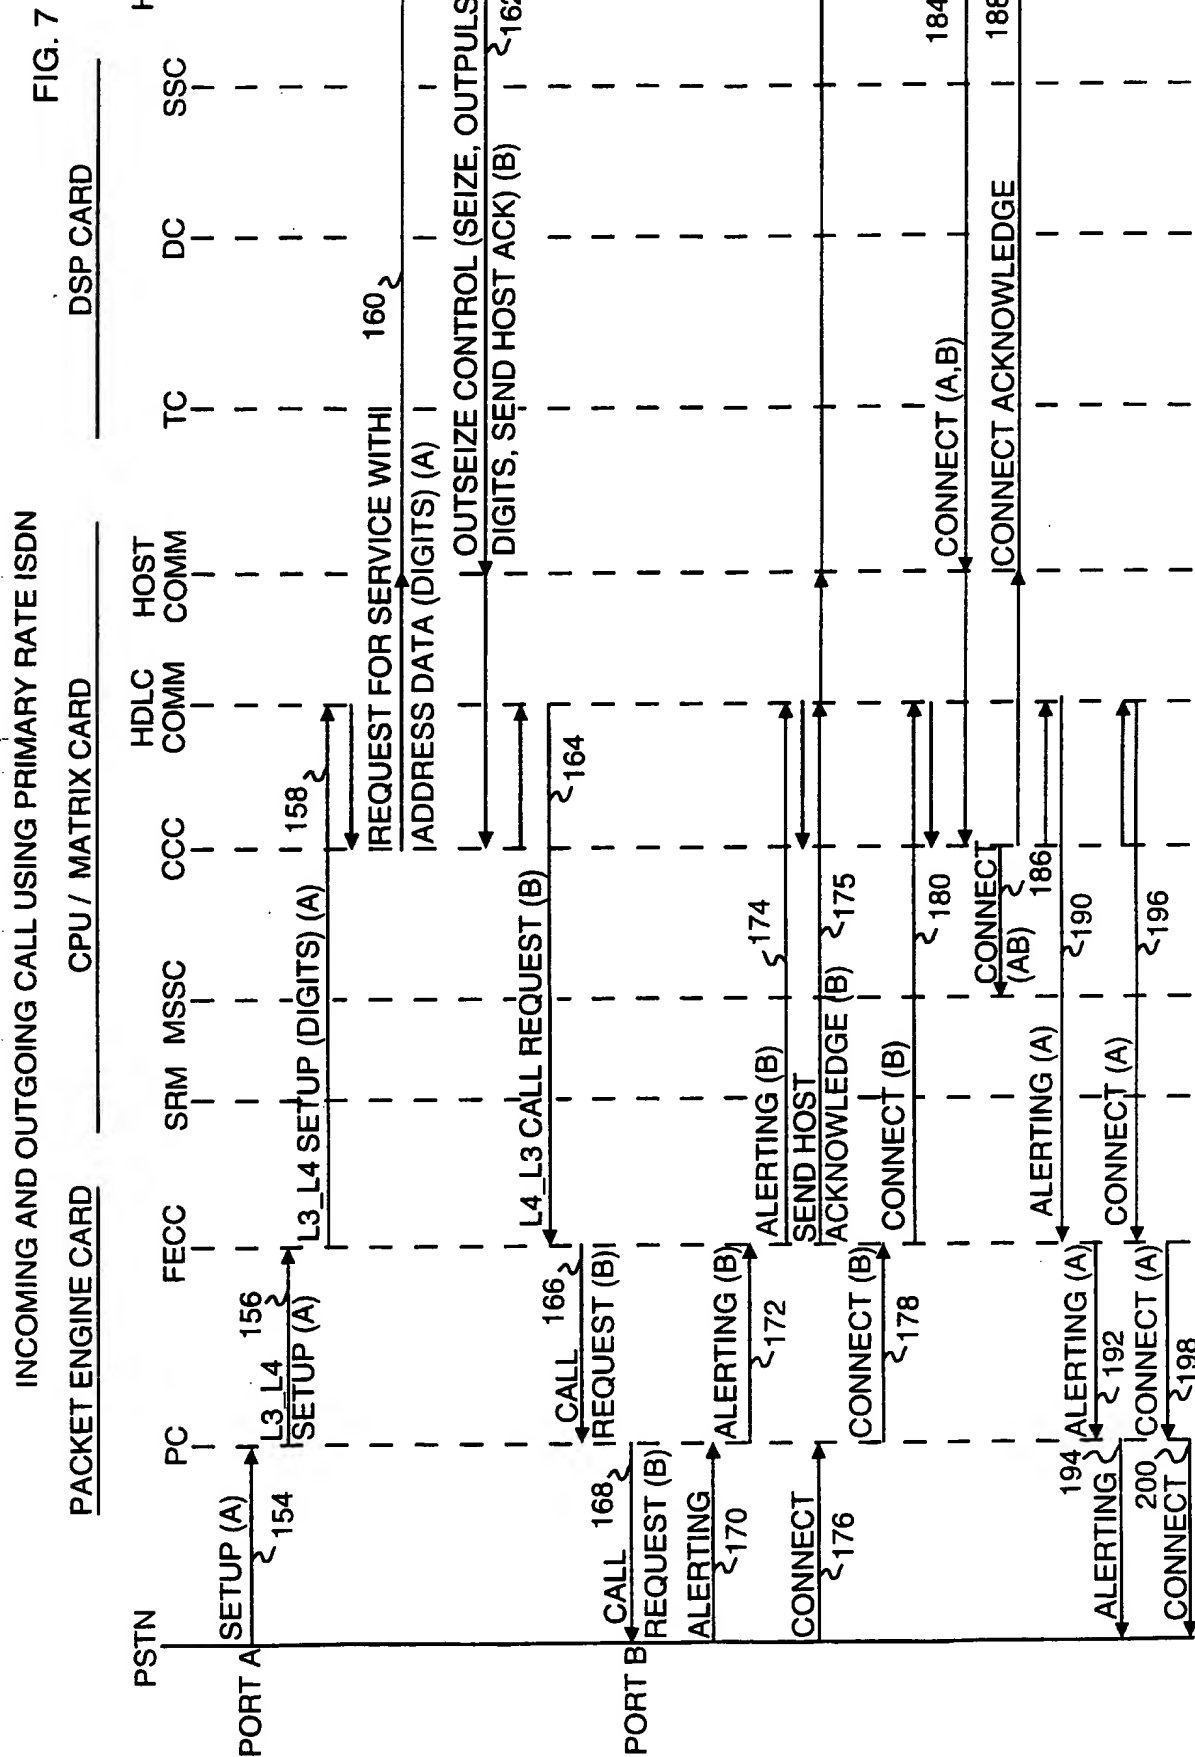 FIG. 7
INCOMING AND OUTGOING CALL USING PRIMARY RATE ISDN
PACKET ENGINE CARD
CPU / MATRIX CARD
DSP CARD
PSTN
PC
FECC
SRM
MSSC
CCC
HDLC
COMM
HOST
COMM
TC
DC
SSC
H
PORT A
SETUP (A)
154
L3_L4
SETUP (A)
156
L3_L4 SETUP (DIGITS) (A)
158
REQUEST FOR SERVICE WITH
ADDRESS DATA (DIGITS) (A)
160
OUTSEIZE CONTROL (SEIZE, OUTPULS
DIGITS, SEND HOST ACK) (B)
162
L4_L3 CALL REQUEST (B)
164
CALL
REQUEST (B)
166
PORT B
CALL
REQUEST (B)
168
ALERTING
170
ALERTING (B)
172
ALERTING (B)
174
SEND HOST
ACKNOWLEDGE (B)
175
CONNECT
176
CONNECT (B)
178
CONNECT (B)
180
CONNECT (A,B)
184
CONNECT
(AB)
186
CONNECT ACKNOWLEDGE
188
ALERTING (A)
190
ALERTING (A)
192
ALERTING
194
CONNECT (A)
196
CONNECT (A)
198
CONNECT
200